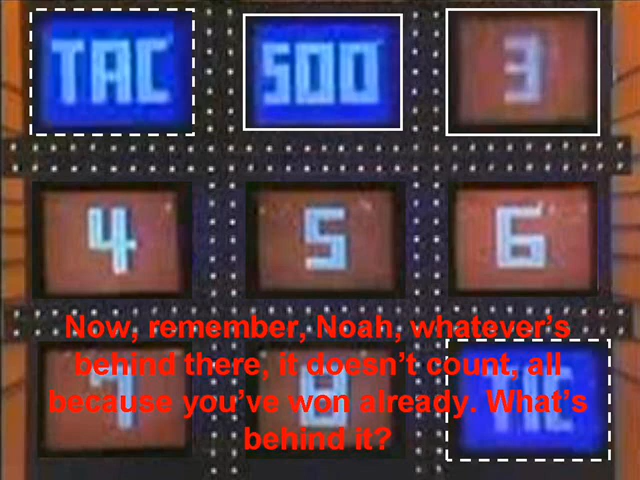 TAC 500 3
4 5 6
Now, remember, Noah, whatever's
behind there, it doesn't count, all
because you've won already. What's
behind it?
7 8 TIC